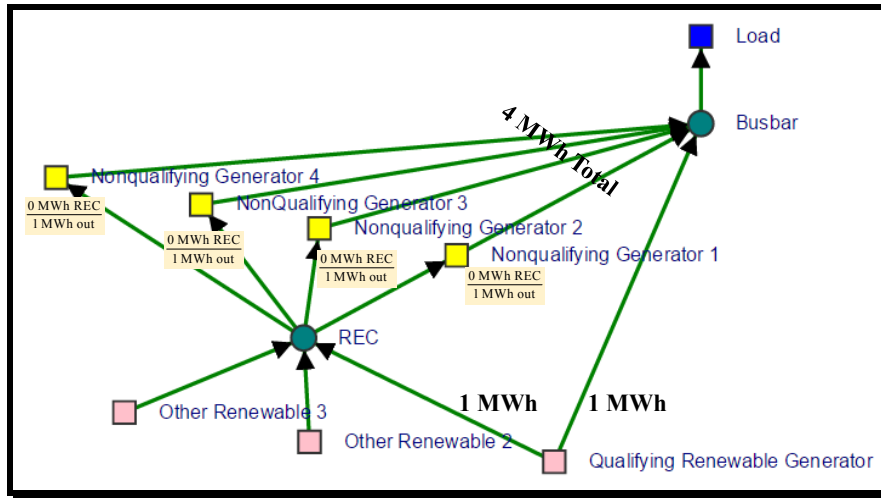 Load
Busbar
4 MWh Total
Nonqualifying Generator 4
0 MWh REC
1 MWh out
NonQualifying Generator 3
0 MWh REC
1 MWh out
Nonqualifying Generator 2
0 MWh REC
1 MWh out
Nonqualifying Generator 1
0 MWh REC
1 MWh out
REC
Other Renewable 3
1 MWh
1 MWh
Other Renewable 2
Qualifying Renewable Generator